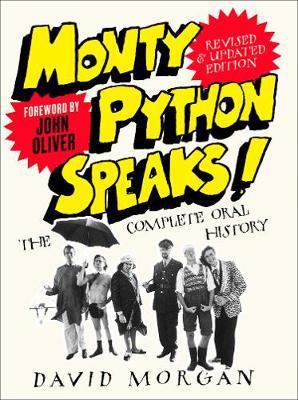 MONTY
PYTHON
SPEAKS!
REVISED
& UPDATED
EDITION
FOREWORD BY
JOHN
OLIVER
THE
COMPLETE ORAL
HISTORY
DAVID MORGAN